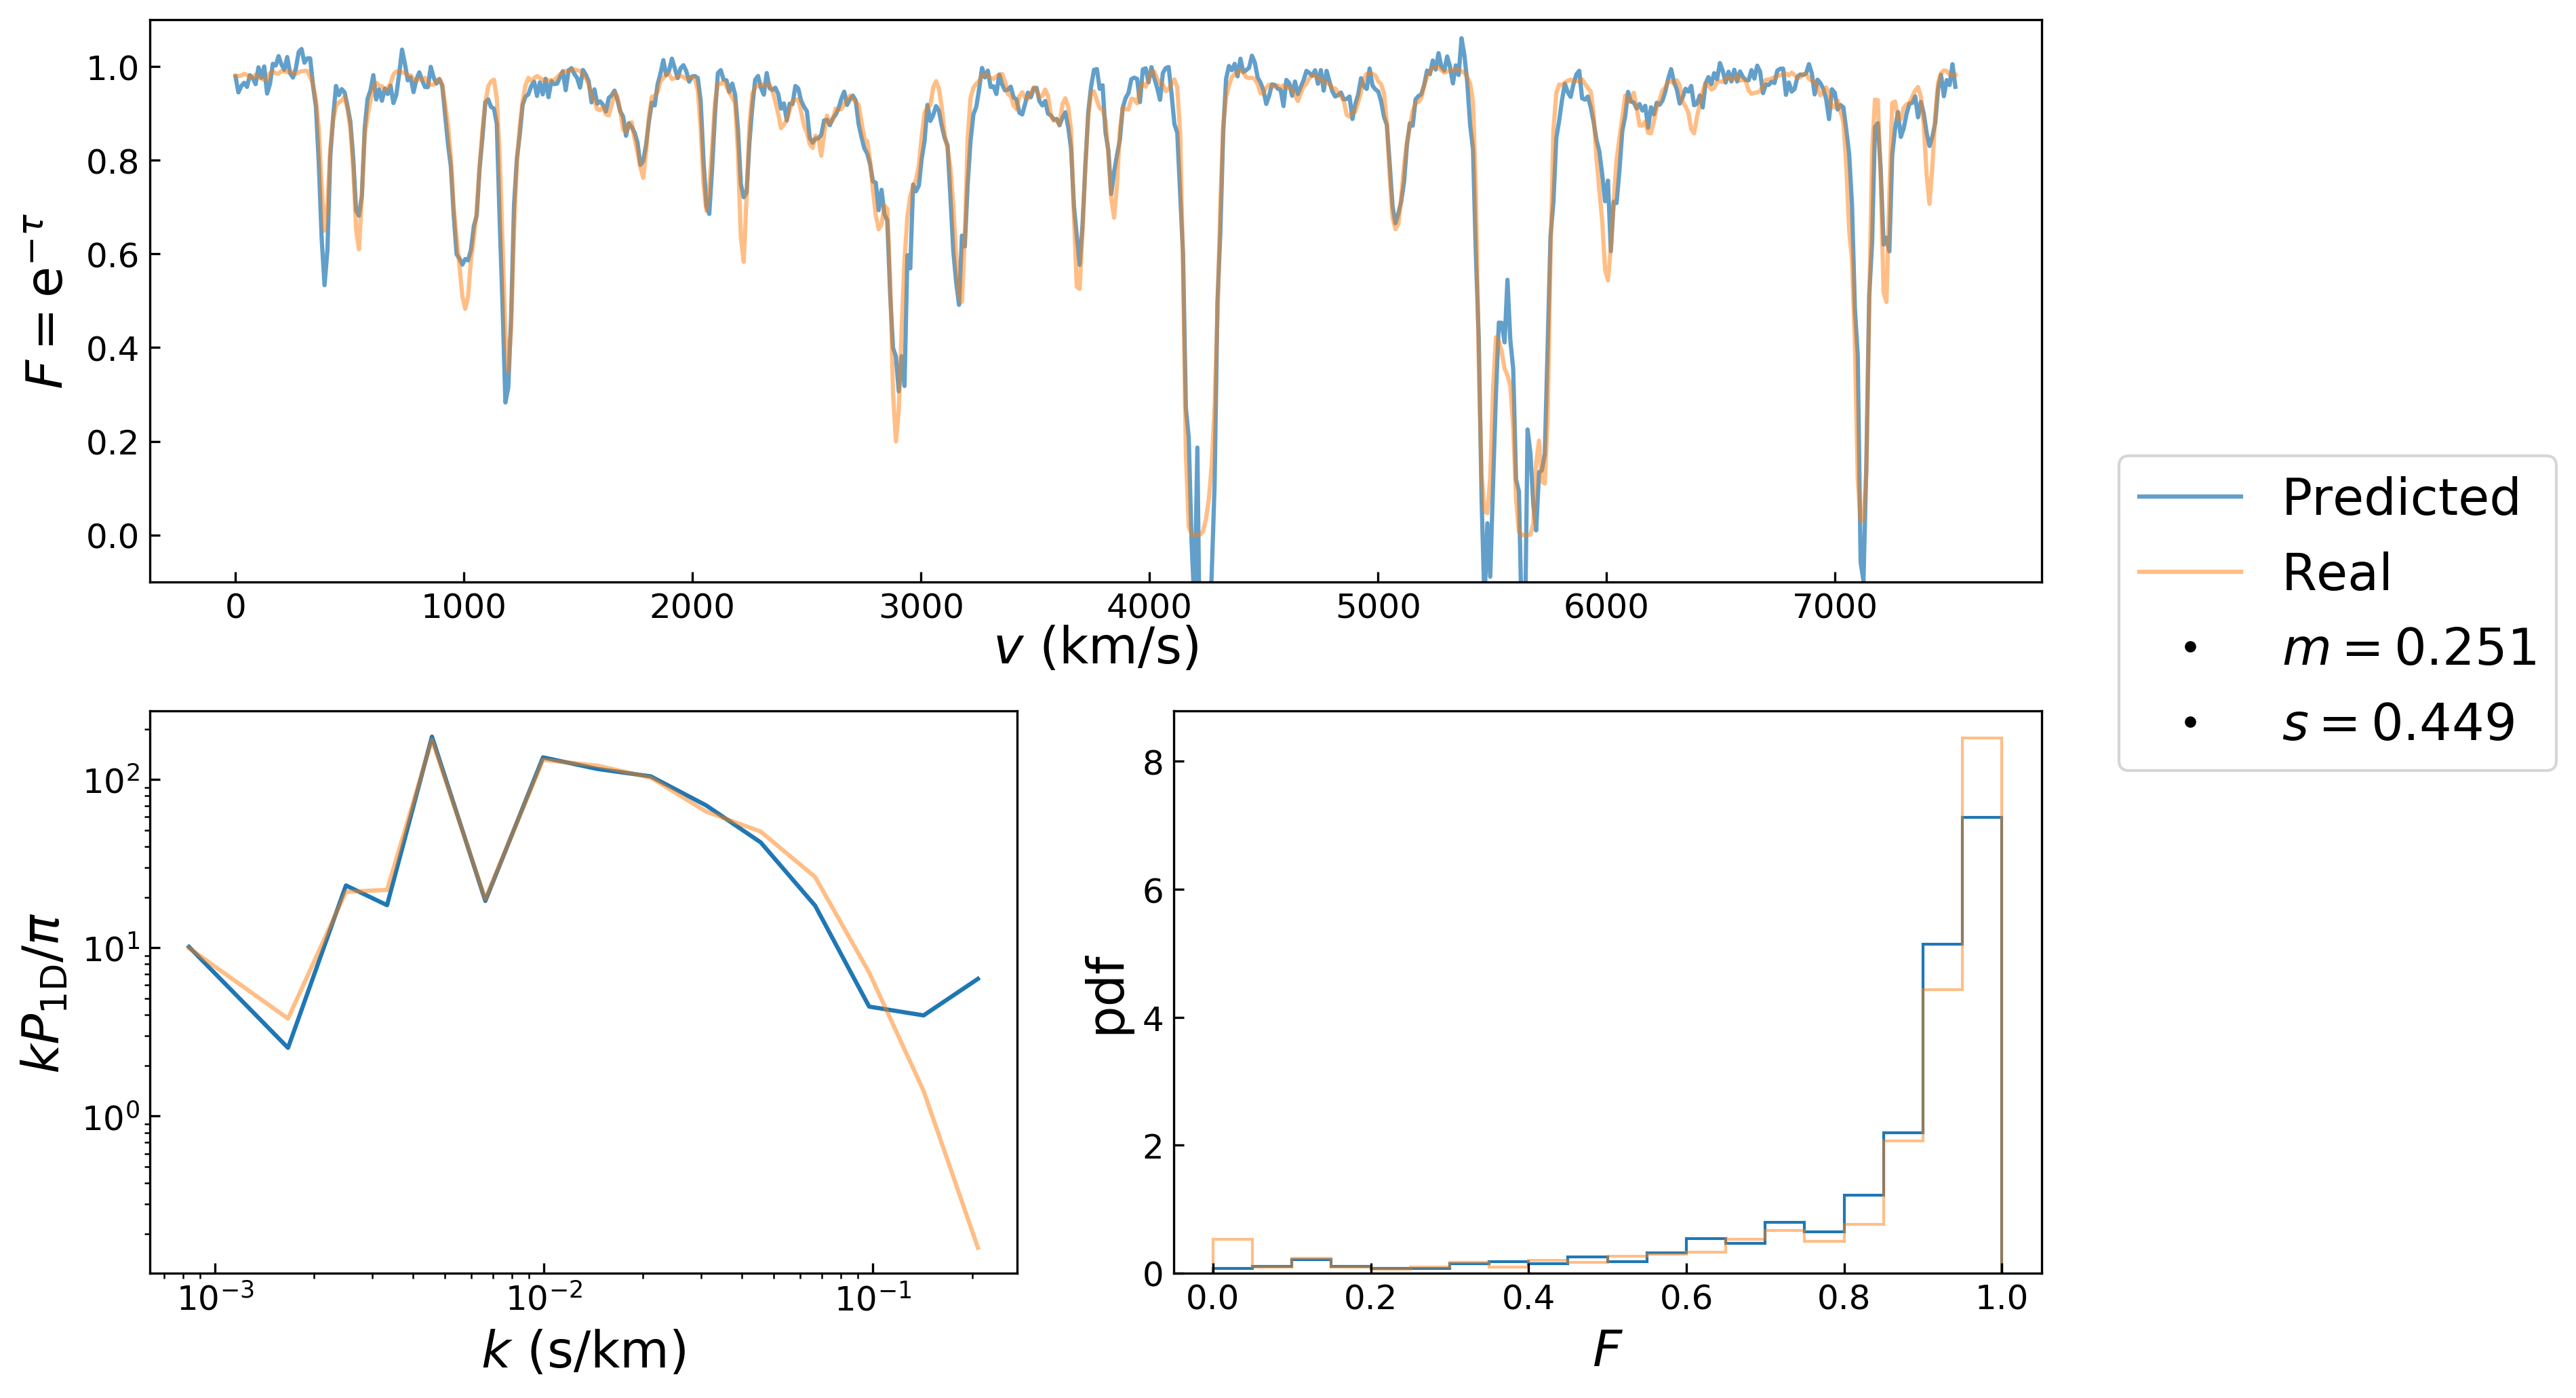 F = e^{−τ}
1.0
0.8
0.6
0.4
0.2
0.0
0 1000 2000 3000 4000 5000 6000 7000
v (km/s)
Predicted
Real
m = 0.251
s = 0.449
kP_{1D}/π
10^2
10^1
10^0
10^{−3} 10^{−2} 10^{−1}
k (s/km)
pdf
8
6
4
2
0
0.0 0.2 0.4 0.6 0.8 1.0
F